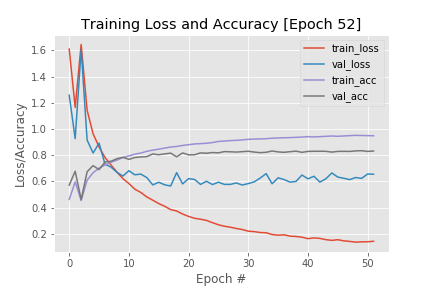 Training Loss and Accuracy [Epoch 52]
train_loss
val_loss
train_acc
val_acc
1.6
1.4
1.2
1.0
0.8
0.6
0.4
0.2
Loss/Accuracy
0 10 20 30 40 50
Epoch #